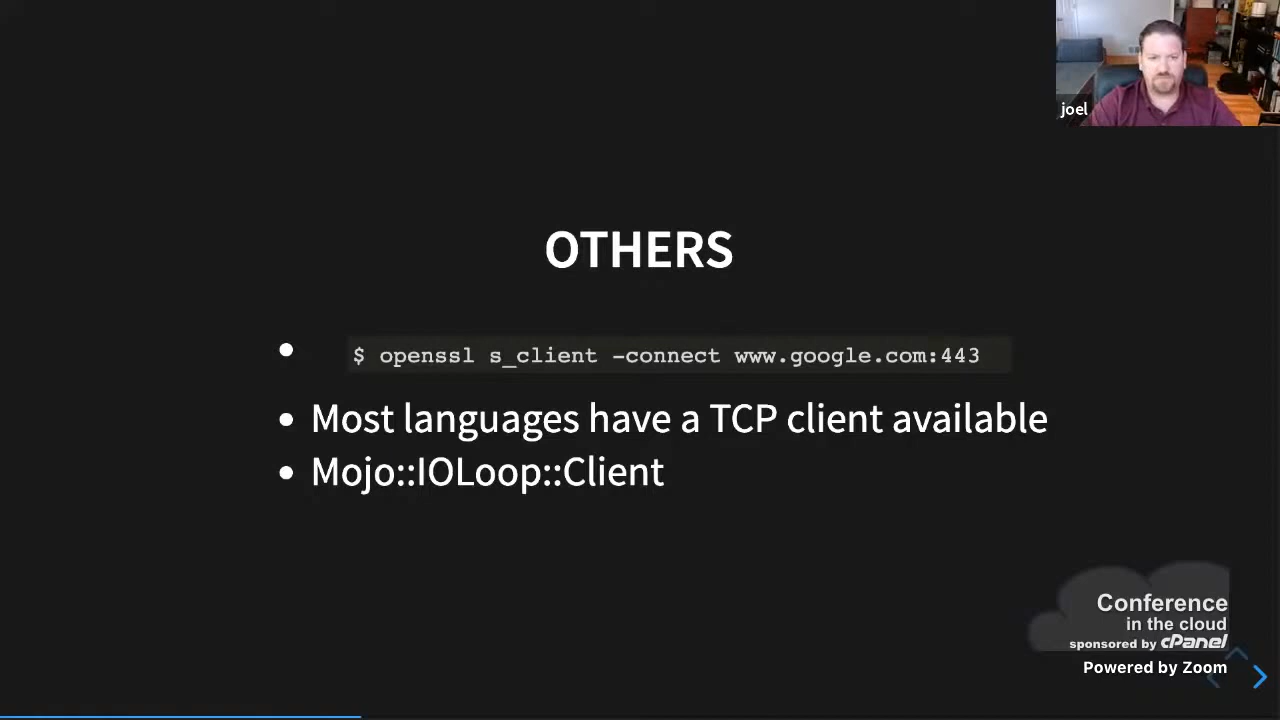 joel
OTHERS
$ openssl s_client -connect www.google.com:443
Most languages have a TCP client available
Mojo::IOLoop::Client
Conference
in the cloud
sponsored by cPanel
Powered by Zoom